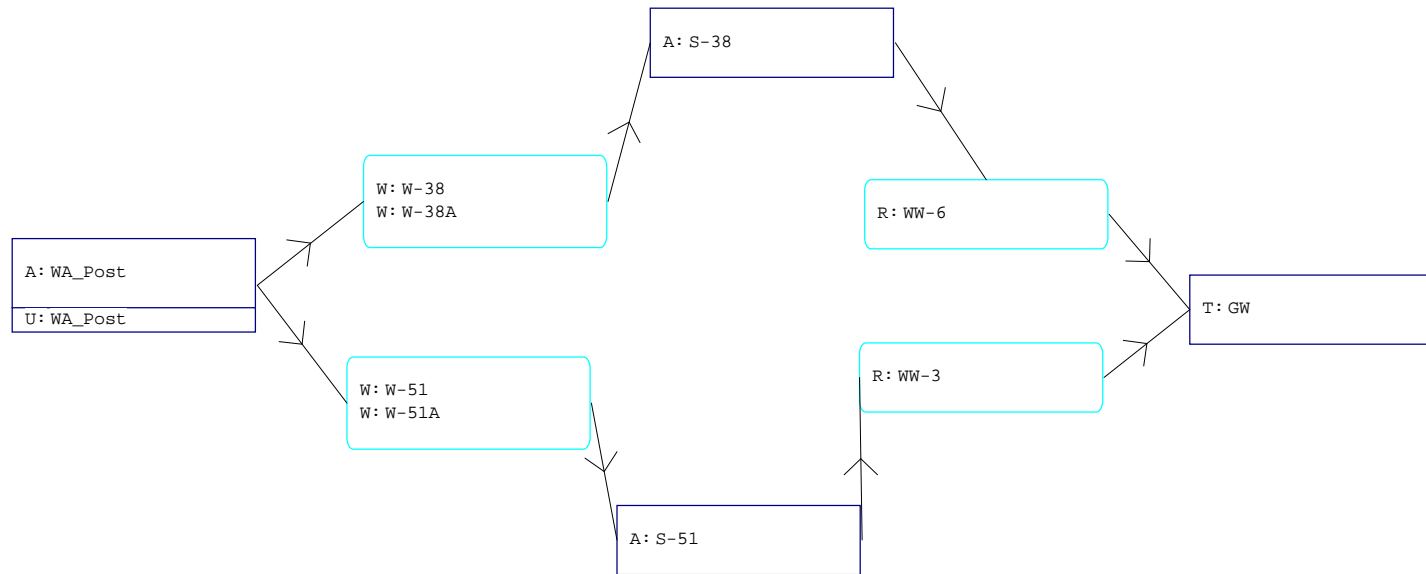 A: S-38
W: W-38
W: W-38A
R: WW-6
A: WA_Post
U: WA_Post
T: GW
W: W-51
W: W-51A
R: WW-3
A: S-51